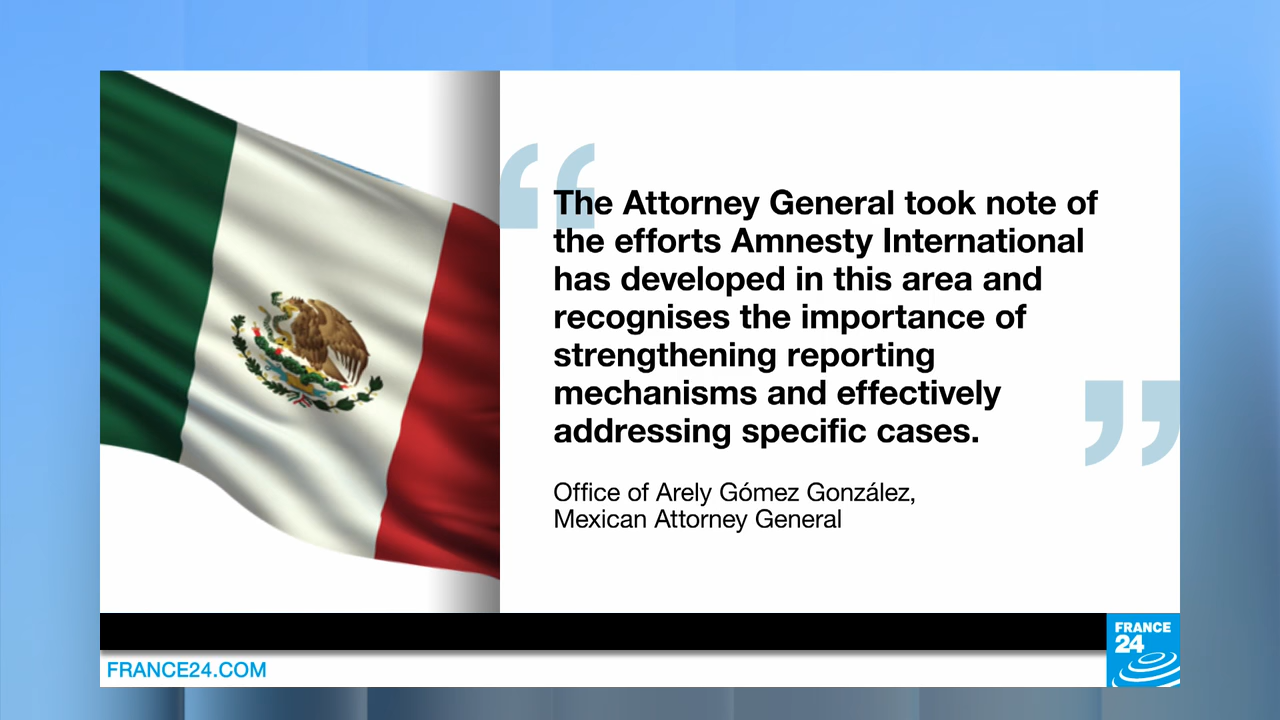 “
The Attorney General took note of
the efforts Amnesty International
has developed in this area and
recognises the importance of
strengthening reporting
mechanisms and effectively
addressing specific cases.
”
Office of Arely Gómez González,
Mexican Attorney General
FRANCE
24
FRANCE24.COM